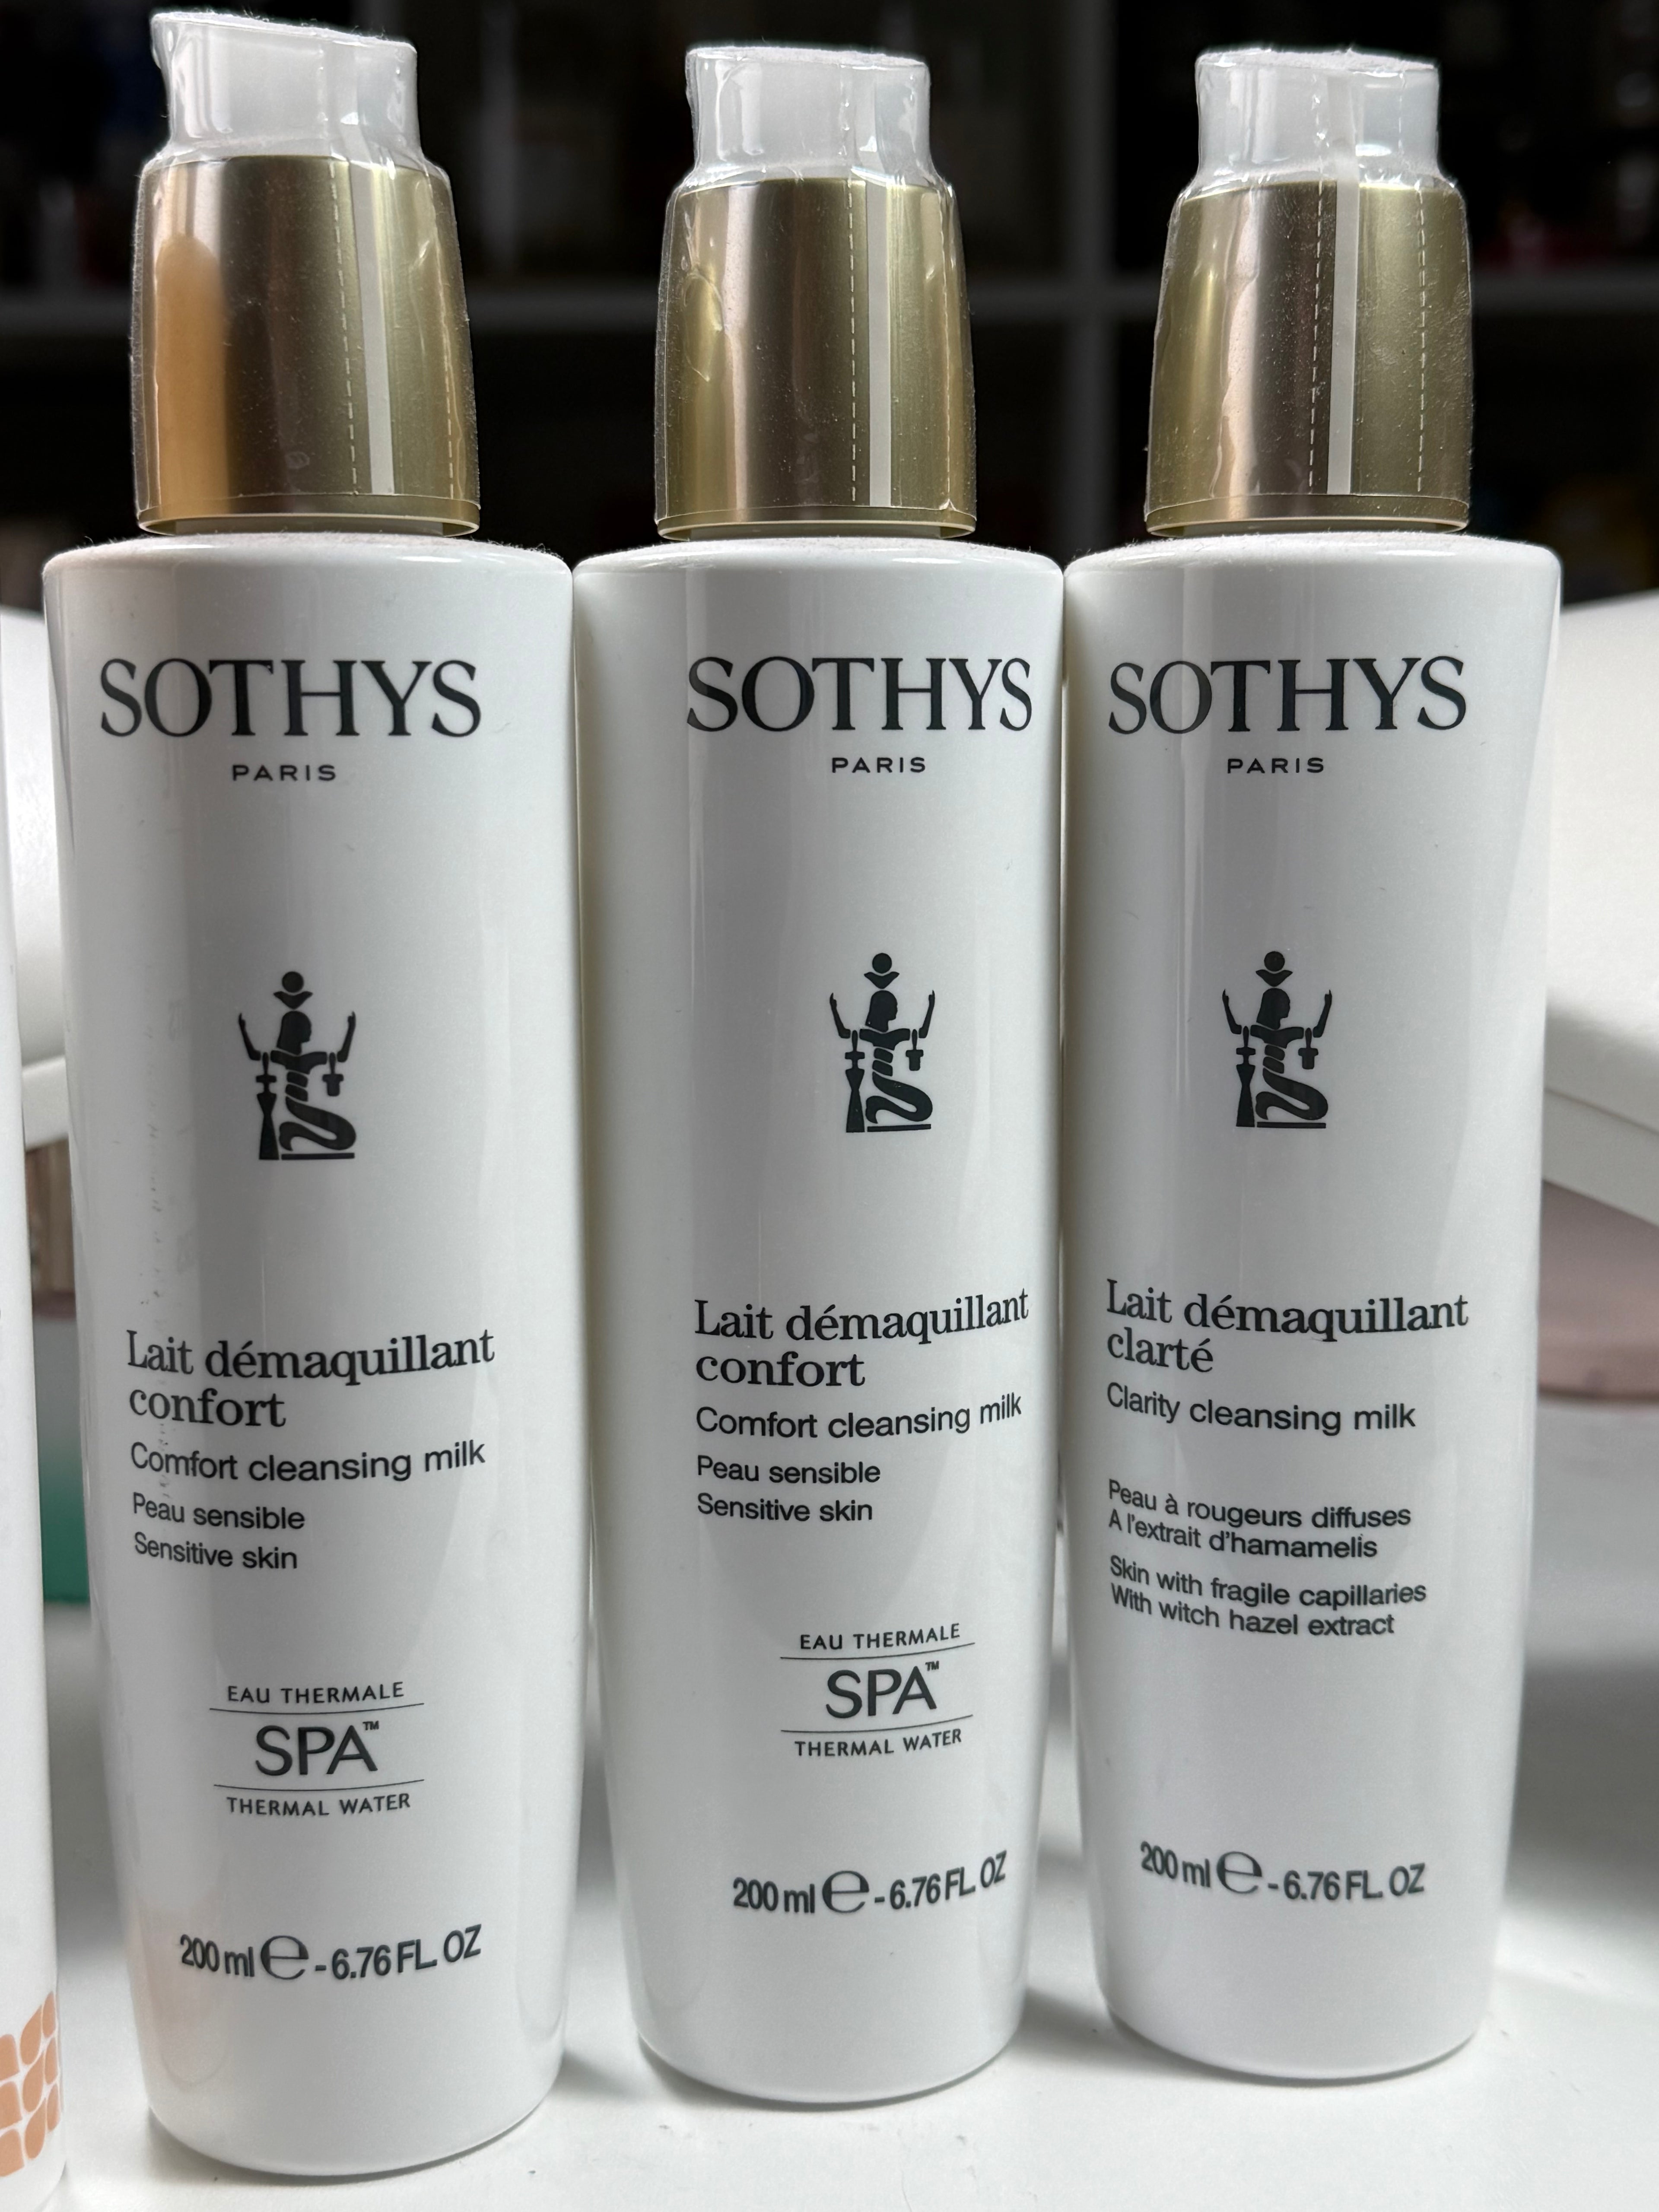 SOTHYS
PARIS
Lait démaquillant
confort
Comfort cleansing milk
Peau sensible
Sensitive skin
EAU THERMALE
SPA™
THERMAL WATER
200 ml ℮ - 6.76 FL. OZ
SOTHYS
PARIS
Lait démaquillant
confort
Comfort cleansing milk
Peau sensible
Sensitive skin
EAU THERMALE
SPA™
THERMAL WATER
200 ml ℮ - 6.76 FL. OZ
SOTHYS
PARIS
Lait démaquillant
clarté
Clarity cleansing milk
Peau à rougeurs diffuses
A l'extrait d'hamamelis
Skin with fragile capillaries
With witch hazel extract
200 ml ℮ - 6.76 FL. OZ